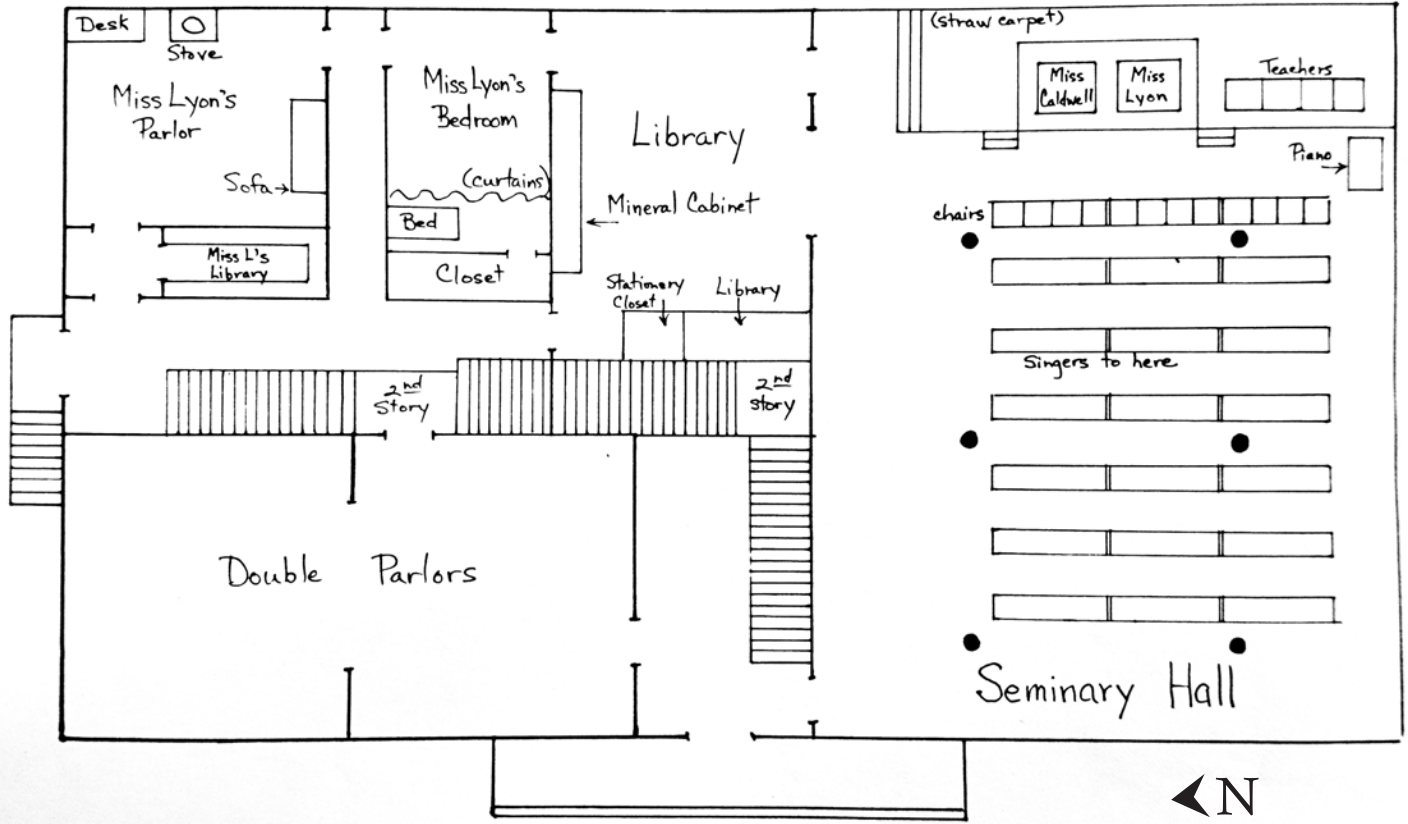 Desk
Stove
Miss Lyon's
Parlor
Sofa
Miss L's
Library
Miss Lyon's
Bedroom
(curtains)
Bed
Closet
Library
Mineral Cabinet
Stationery
Closet
Library
2nd
Story
2nd
story
Double Parlors
(straw carpet)
Miss
Caldwell
Miss
Lyon
Teachers
Piano
chairs
Singers to here
Seminary Hall
N